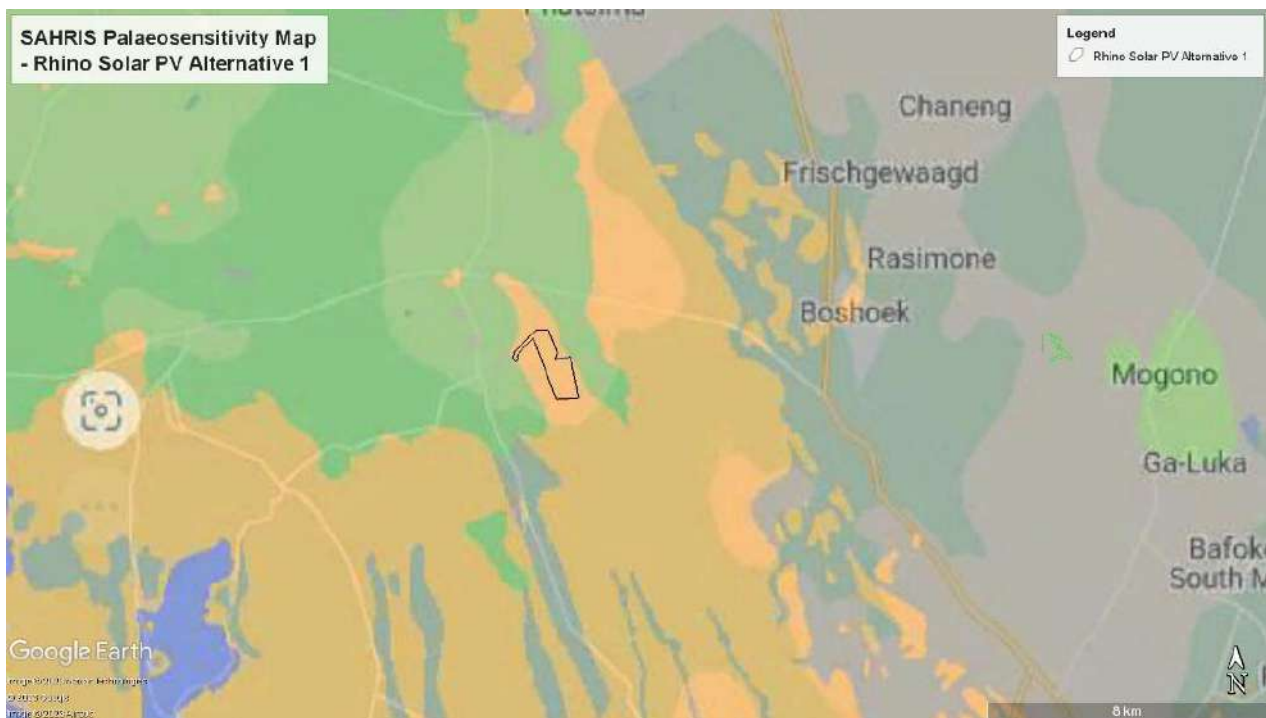 SAHRIS Palaeosensitivity Map
- Rhino Solar PV Alternative 1
Legend
Rhino Solar PV Alternative 1
Chaneng
Frischgewaagd
Rasimone
Boshoek
Mogono
Ga-Luka
Bafok
South M
Google Earth
N
8 km